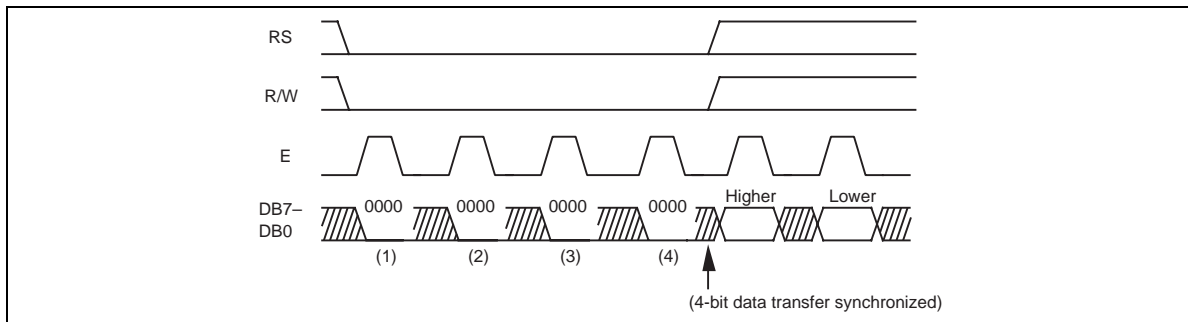 RS
R/W
E
Higher Lower
DB7–
DB0
0000 0000 0000 0000
(1) (2) (3) (4)
(4-bit data transfer synchronized)